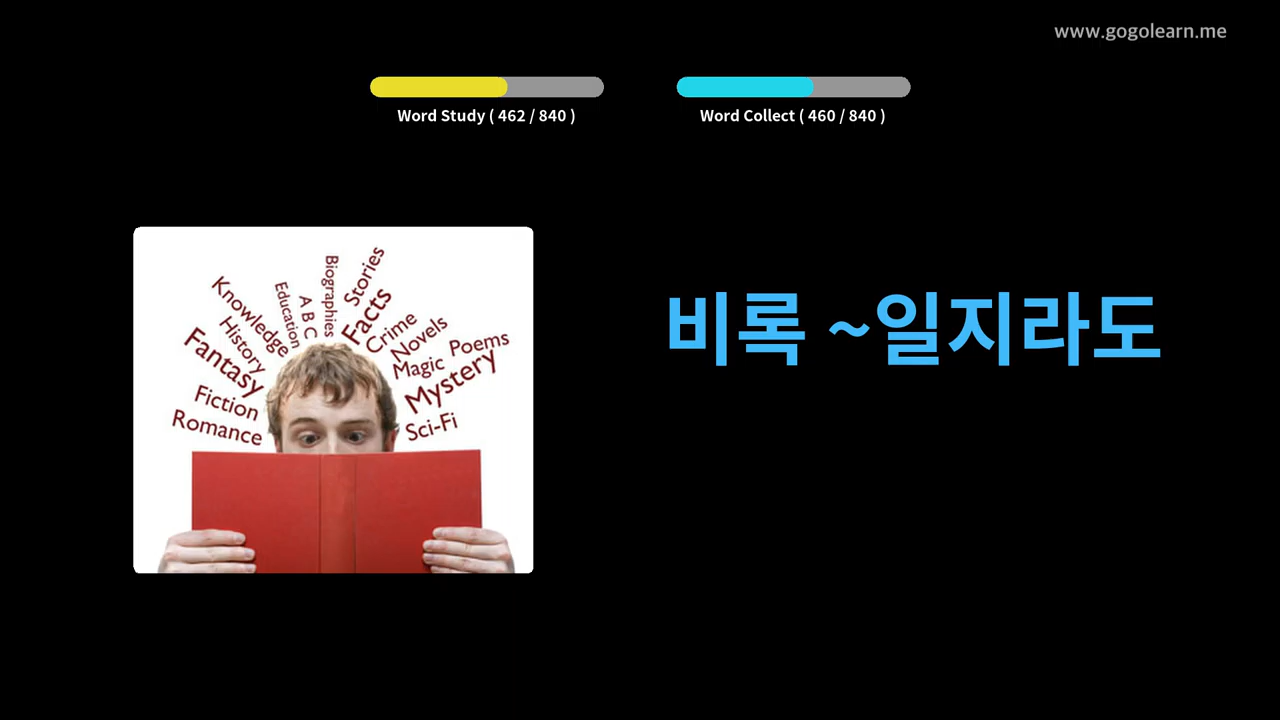 www.gogolearn.me
Word Study ( 462 / 840 )
Word Collect ( 460 / 840 )
비록 ~일지라도
Knowledge
Education
A B C
Biographies
Stories
Facts
Crime
Novels
Poems
History
Fantasy
Magic
Mystery
Fiction
Romance
Sci-Fi